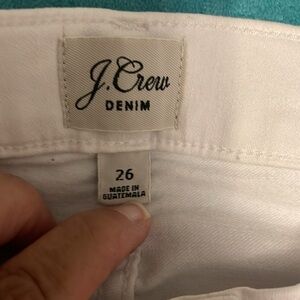 J.Crew
DENIM
26
MADE IN
GUATEMALA